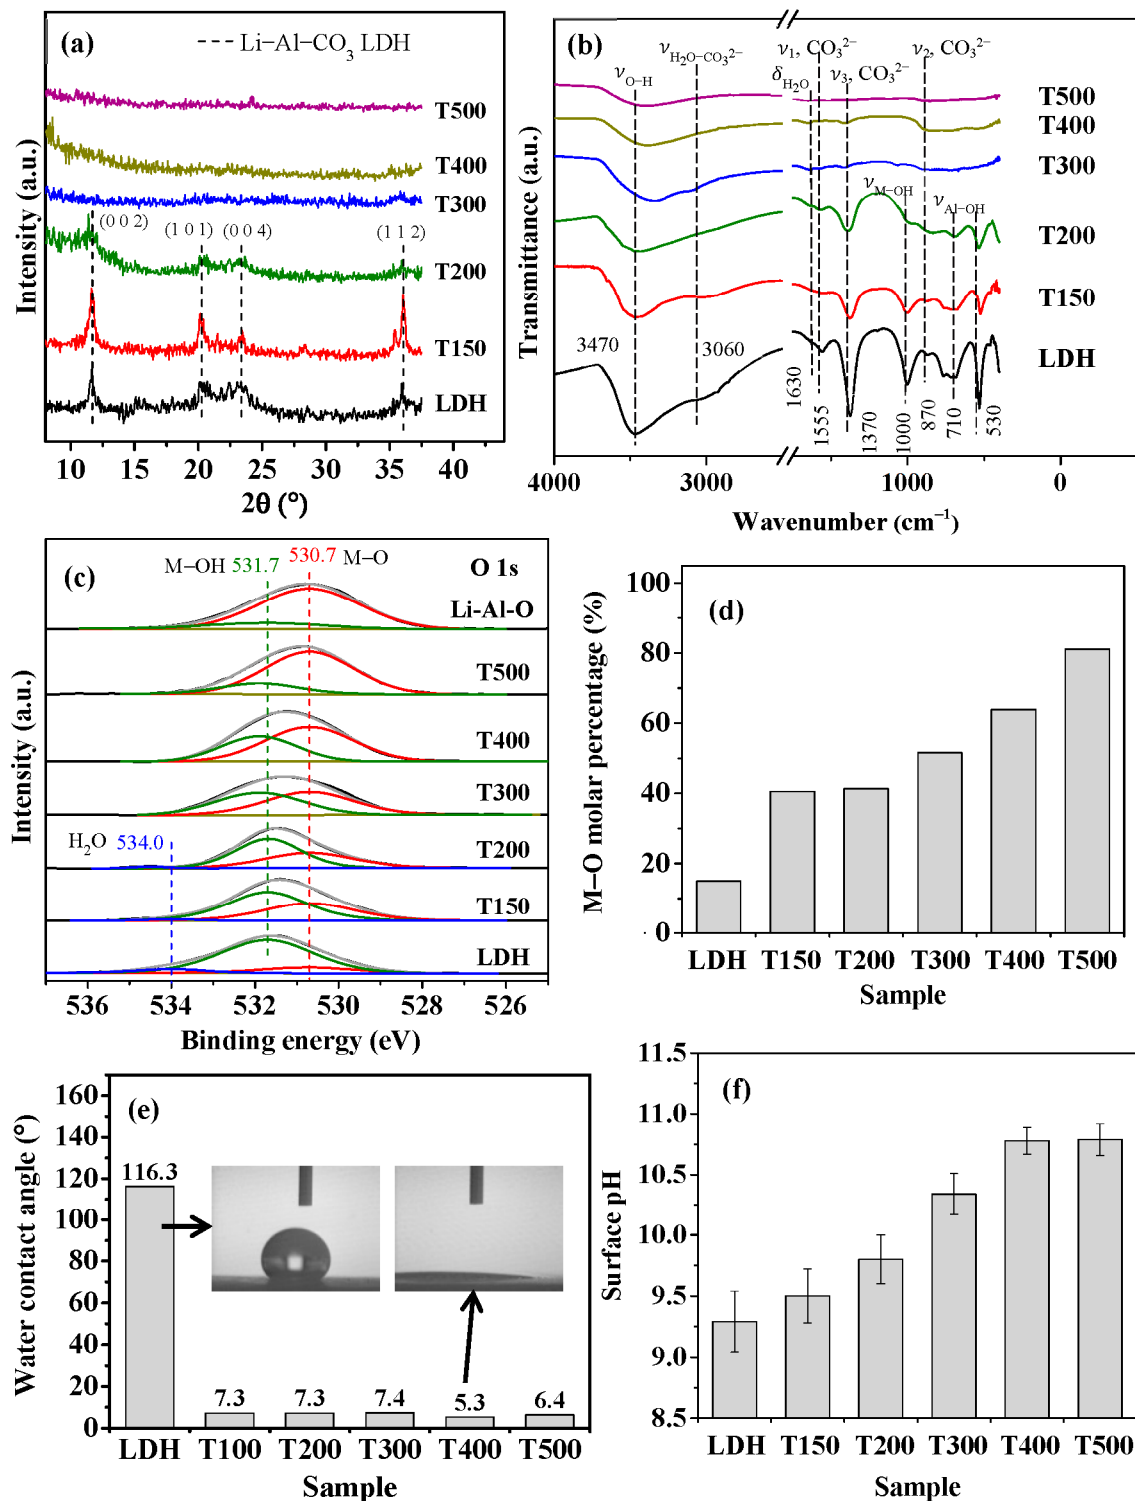 (a)
--- Li–Al–CO₃ LDH
T500
T400
T300
(0 0 2)
(1 0 1)
(0 0 4)
(1 1 2)
T200
T150
LDH
10 15 20 25 30 35 40
2θ (°)
Intensity (a.u.)
(b)
ν₁, CO₃²⁻
ν₂, CO₃²⁻
ν_H₂O–CO₃²⁻
ν_O–H
δ_H₂O
ν₃, CO₃²⁻
T500
T400
T300
ν_M–OH
ν_Al–OH
T200
T150
LDH
3470
3060
1630
1555
1370
1000
870
710
530
4000 3000 1000 0
Wavenumber (cm⁻¹)
Transmittance (a.u.)
(c)
M–OH 531.7
530.7 M–O
O 1s
Li-Al-O
T500
T400
T300
H₂O 534.0
T200
T150
LDH
536 534 532 530 528 526
Binding energy (eV)
Intensity (a.u.)
(d)
100
80
60
40
20
0
LDH T150 T200 T300 T400 T500
Sample
M–O molar percentage (%)
(e)
160
140
120
100
80
60
40
20
0
116.3
7.3
7.3
7.4
5.3
6.4
LDH T100 T200 T300 T400 T500
Sample
Water contact angle (°)
(f)
11.5
11.0
10.5
10.0
9.5
9.0
8.5
LDH T150 T200 T300 T400 T500
Sample
Surface pH